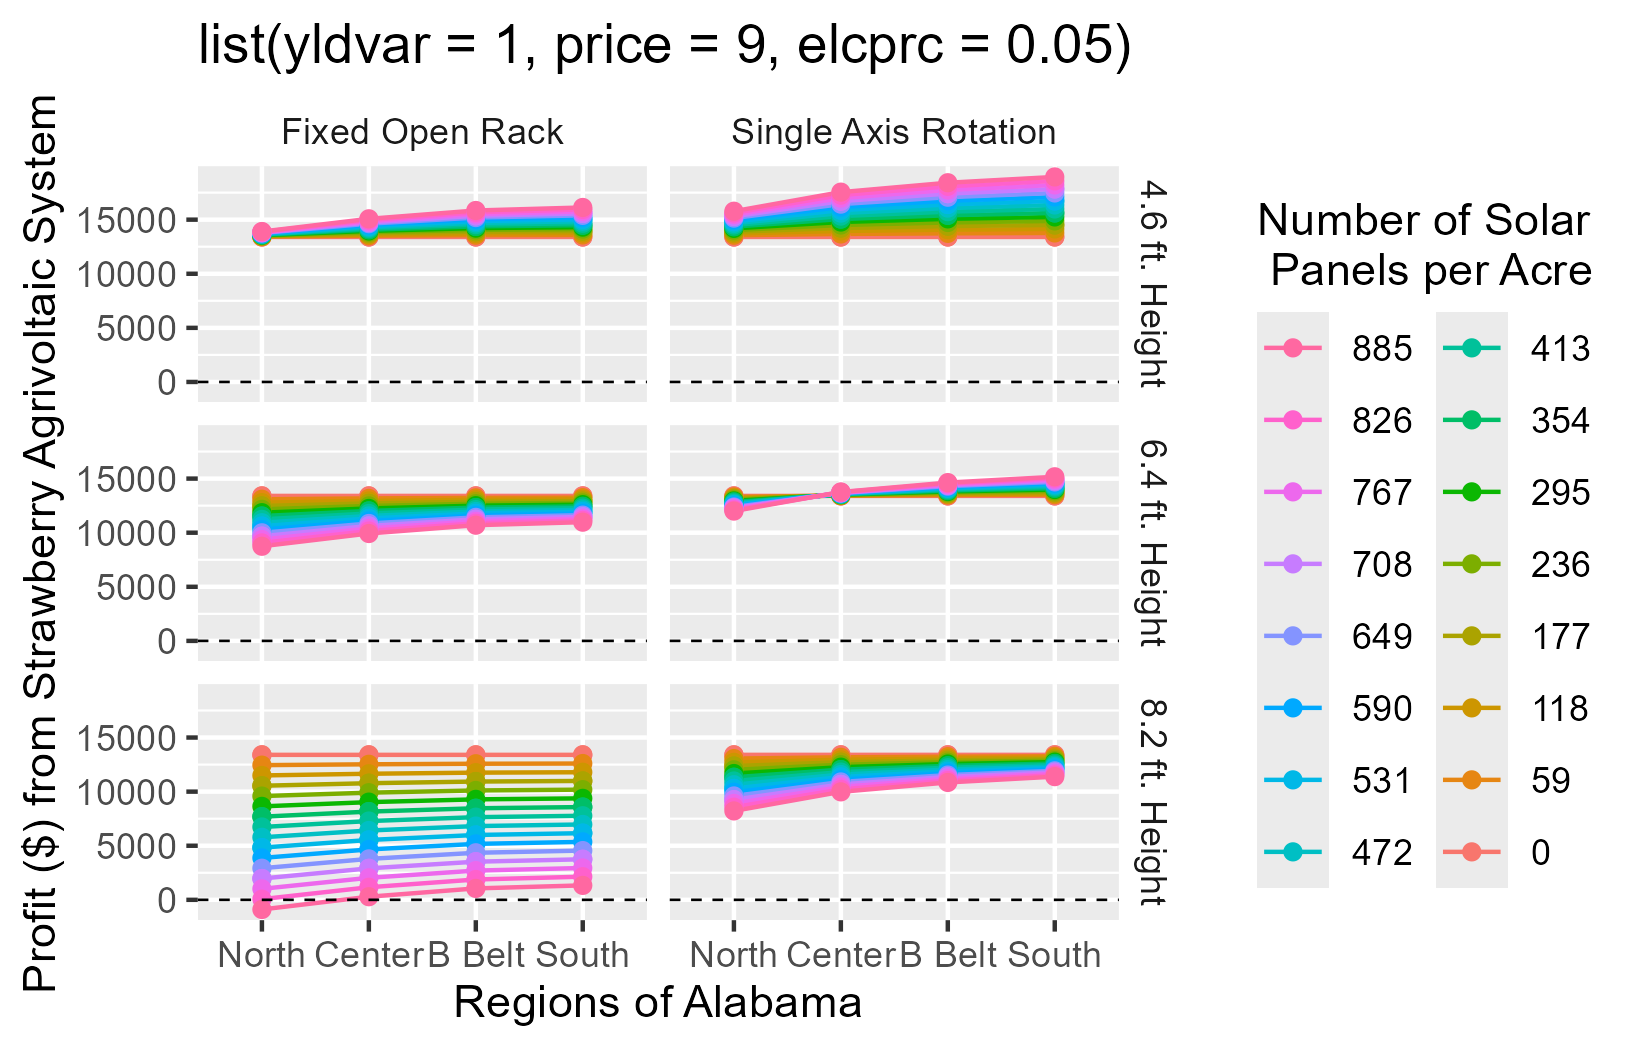 list(yldvar = 1, price = 9, elcprc = 0.05)
Fixed Open Rack
Single Axis Rotation
Profit ($) from Strawberry Agrivoltaic System
15000
10000
5000
0
4.6 ft. Height
15000
10000
5000
0
6.4 ft. Height
15000
10000
5000
0
8.2 ft. Height
North Center B Belt South
North Center B Belt South
Regions of Alabama
Number of Solar
Panels per Acre
885
826
767
708
649
590
531
472
413
354
295
236
177
118
59
0